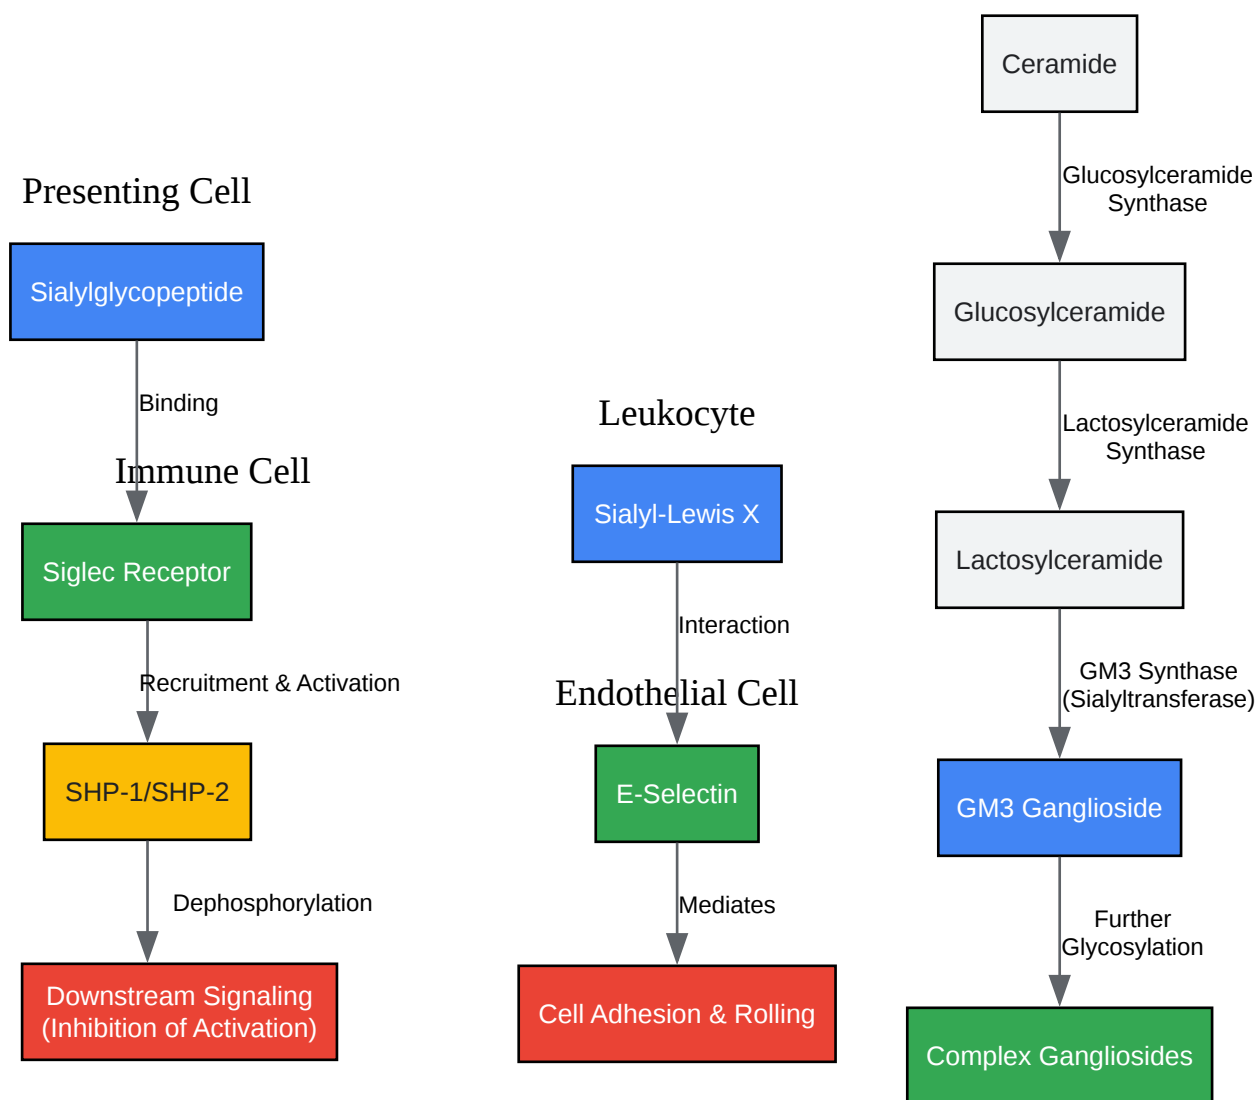 Presenting Cell
Sialylglycopeptide
Binding
Immune Cell
Siglec Receptor
Recruitment & Activation
SHP-1/SHP-2
Dephosphorylation
Downstream Signaling
(Inhibition of Activation)
Leukocyte
Sialyl-Lewis X
Interaction
Endothelial Cell
E-Selectin
Mediates
Cell Adhesion & Rolling
Ceramide
Glucosylceramide
Synthase
Glucosylceramide
Lactosylceramide
Synthase
Lactosylceramide
GM3 Synthase
(Sialyltransferase)
GM3 Ganglioside
Further
Glycosylation
Complex Gangliosides